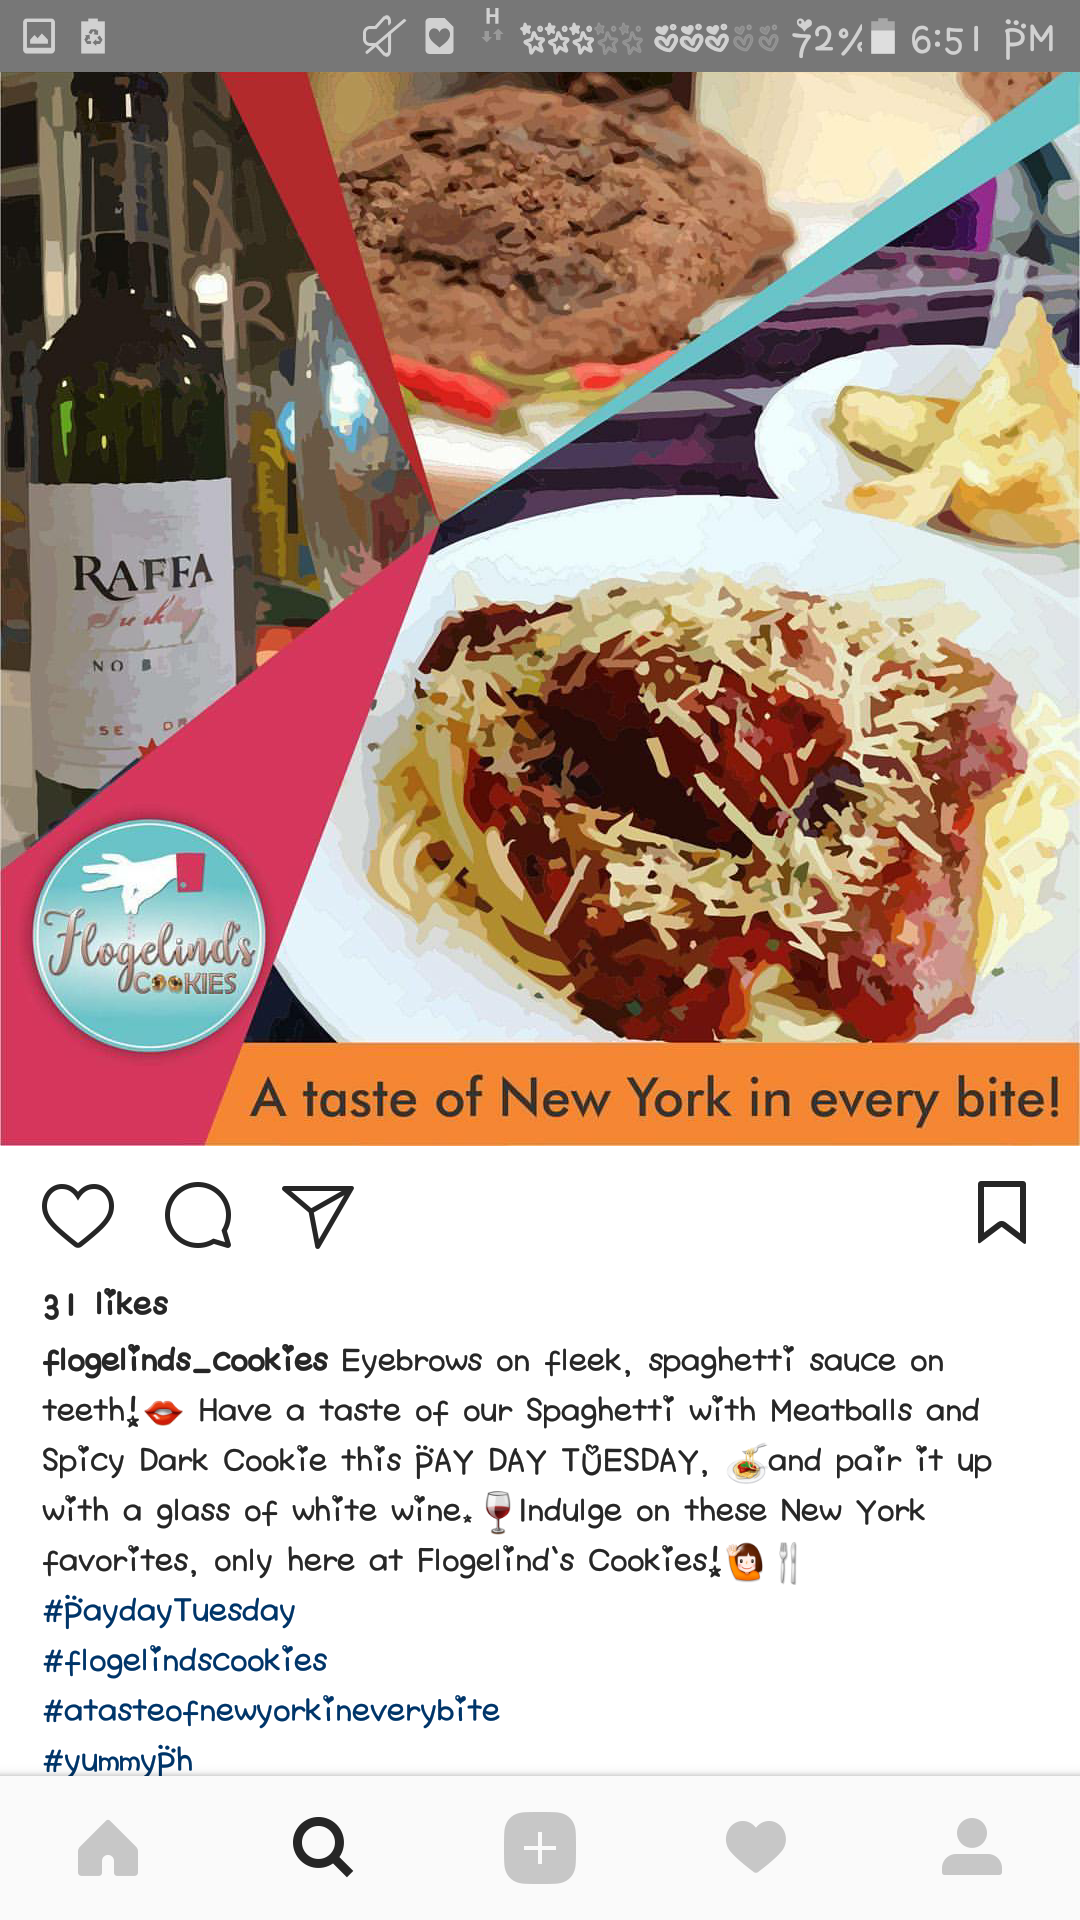 H
72% 6:51 PM
RAFFA
NO
SE DR
Flogelind's
COOKIES
A taste of New York in every bite!
31 likes
flogelinds_cookies Eyebrows on fleek, spaghetti sauce on
teeth!👄 Have a taste of our Spaghetti with Meatballs and
Spicy Dark Cookie this PAY DAY TUESDAY, 🍝and pair it up
with a glass of white wine.🍷Indulge on these New York
favorites, only here at Flogelind`s Cookies!🙋🍴
#PaydayTuesday
#flogelindscookies
#atasteofnewyorkineverybite
#yummyPh